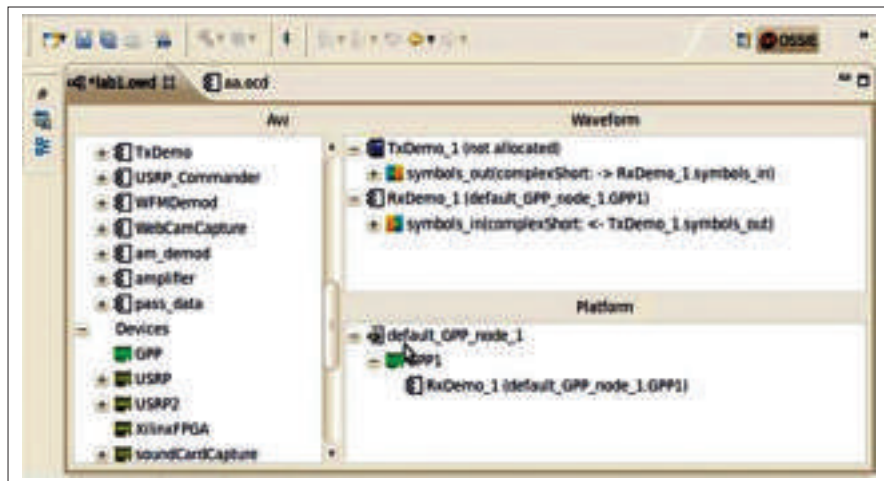 OSSIE
*lab1.owd
aa.ocd
Ava
Waveform
TxDemo
USRP_Commander
WFMDemod
WebCamCapture
am_demod
amplifier
pass_data
Devices
GPP
USRP
USRP2
XilinxFPGA
soundCardCapture
TxDemo_1 (not allocated)
symbols_out(complexShort: -> RxDemo_1.symbols_in)
RxDemo_1 (default_GPP_node_1.GPP1)
symbols_in(complexShort: <- TxDemo_1.symbols_out)
Platform
default_GPP_node_1
GPP1
RxDemo_1 (default_GPP_node_1.GPP1)